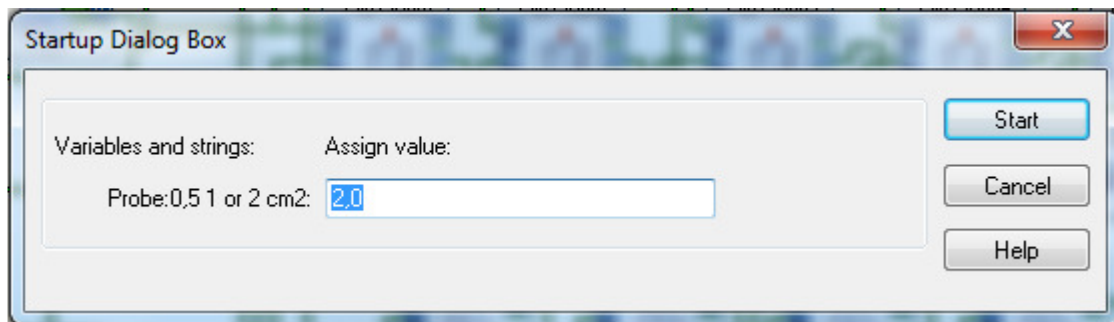 Startup Dialog Box
Variables and strings: Assign value:
Probe:0,5 1 or 2 cm2: 2,0
Start
Cancel
Help